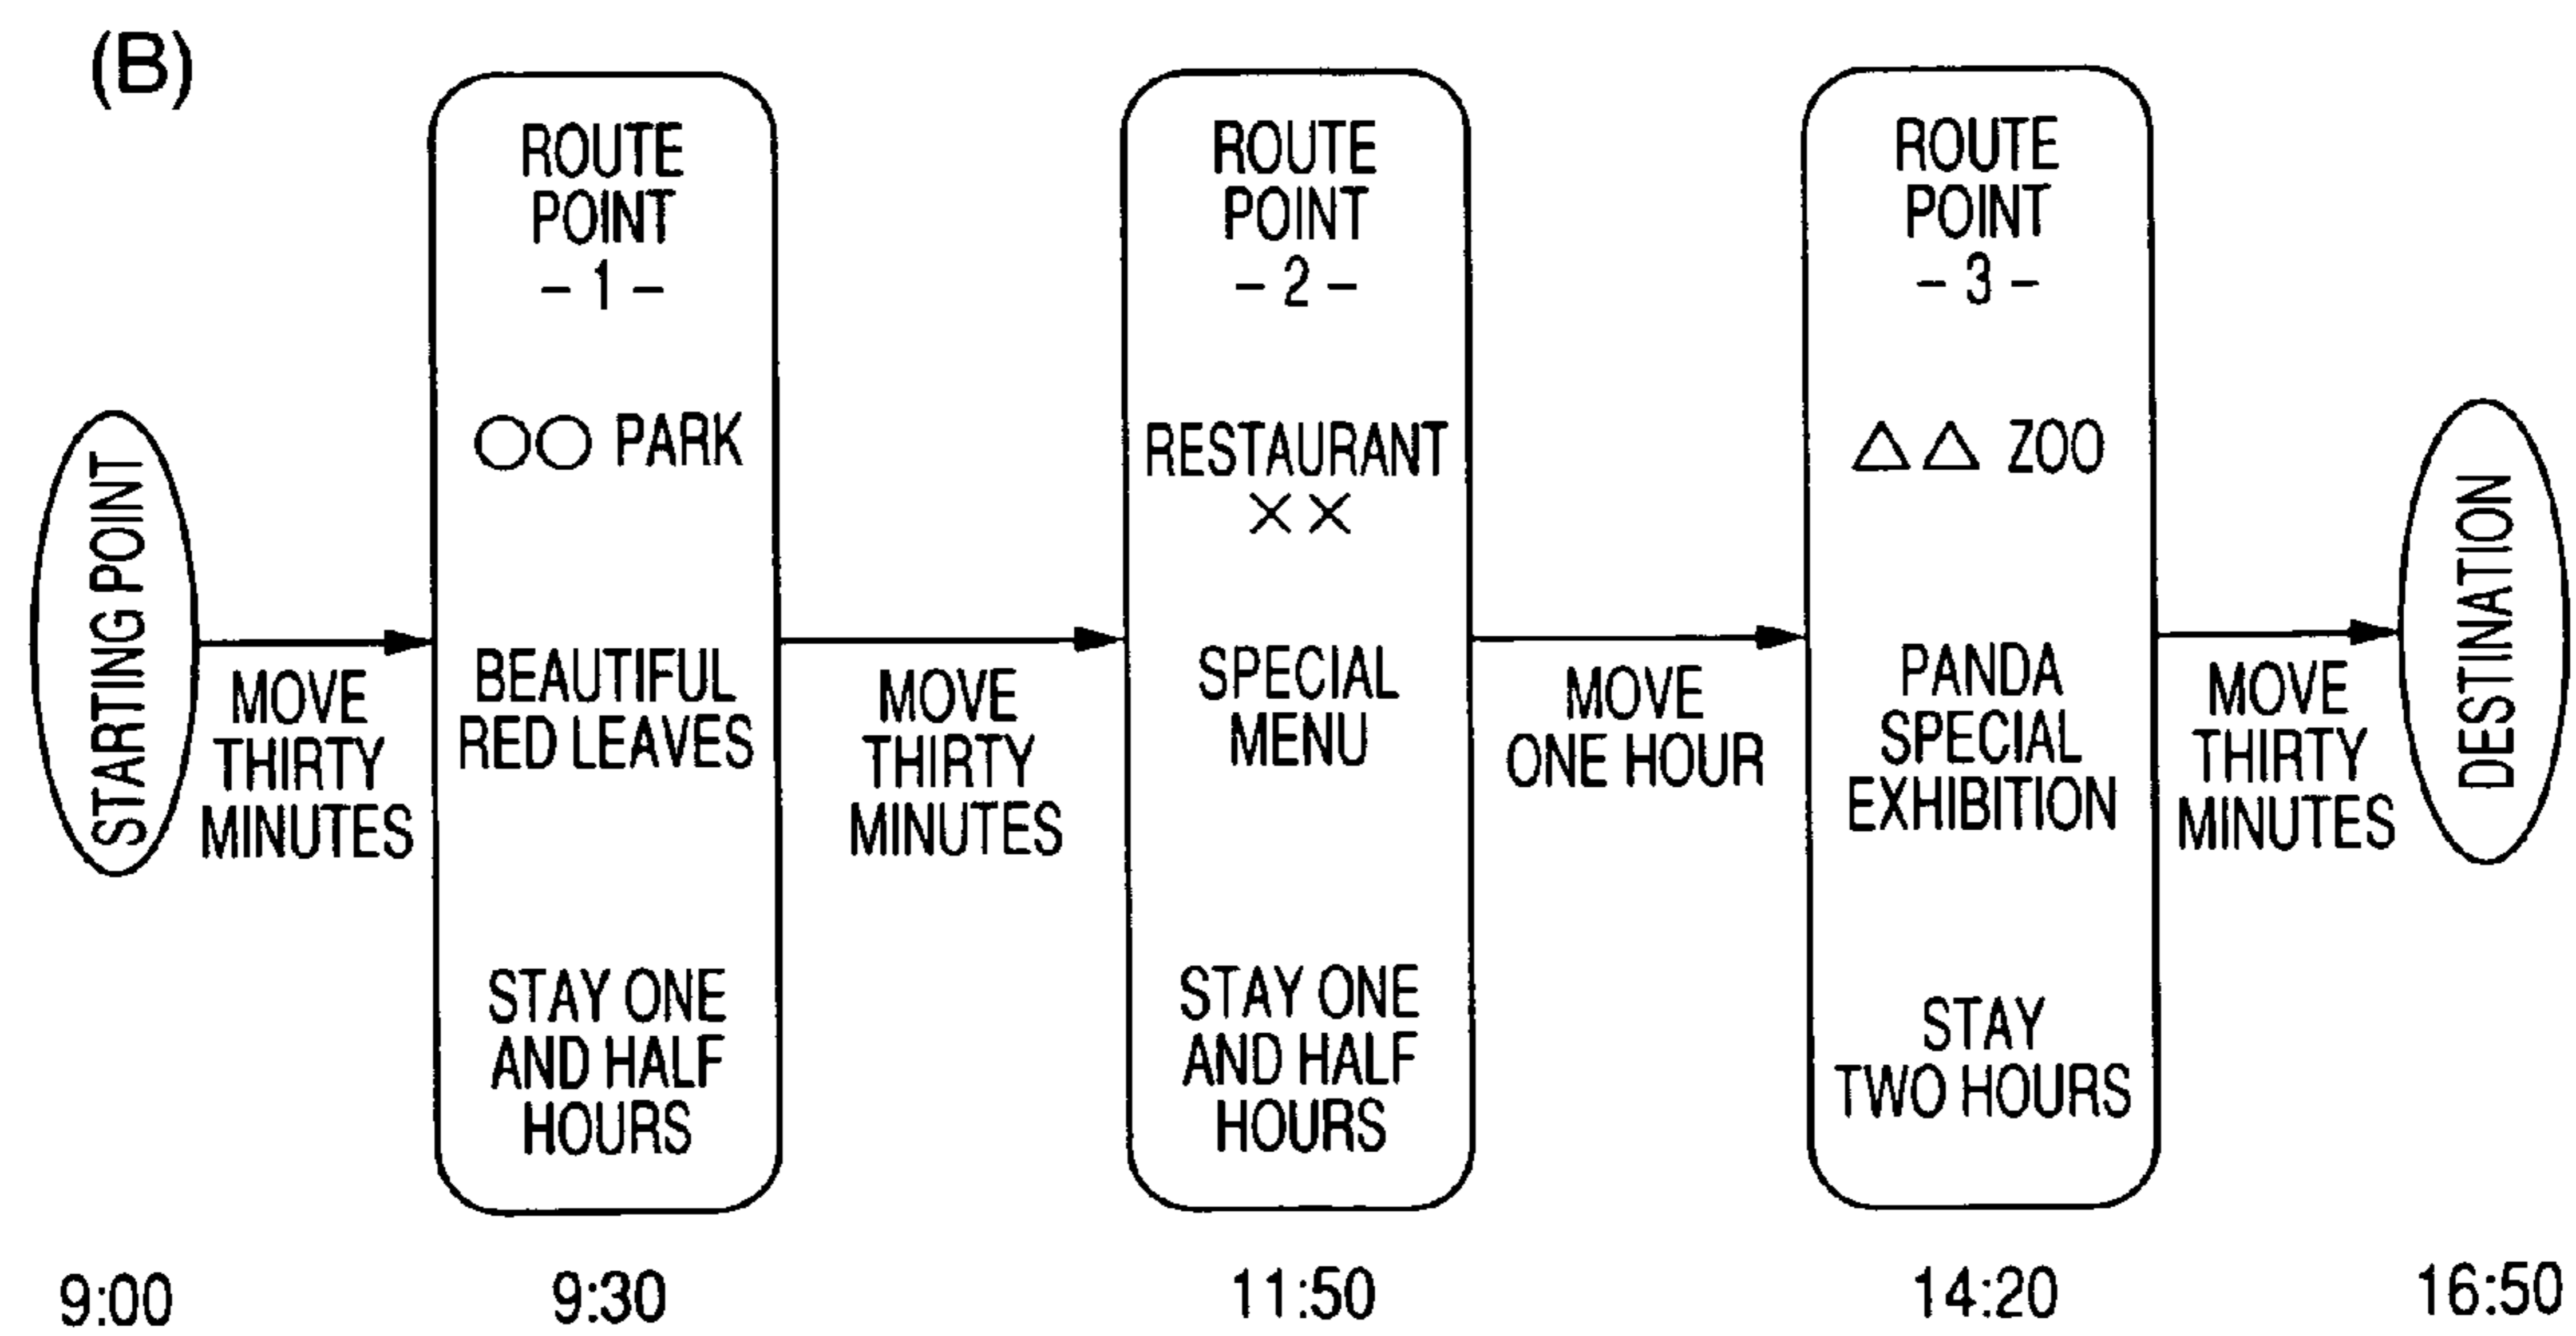 (B)
STARTING POINT
MOVE
THIRTY
MINUTES
ROUTE
POINT
- 1 -
○○ PARK
BEAUTIFUL
RED LEAVES
STAY ONE
AND HALF
HOURS
MOVE
THIRTY
MINUTES
ROUTE
POINT
- 2 -
RESTAURANT
××
SPECIAL
MENU
STAY ONE
AND HALF
HOURS
MOVE
ONE HOUR
ROUTE
POINT
- 3 -
△△ ZOO
PANDA
SPECIAL
EXHIBITION
STAY
TWO HOURS
MOVE
THIRTY
MINUTES
DESTINATION
9:00 9:30 11:50 14:20 16:50